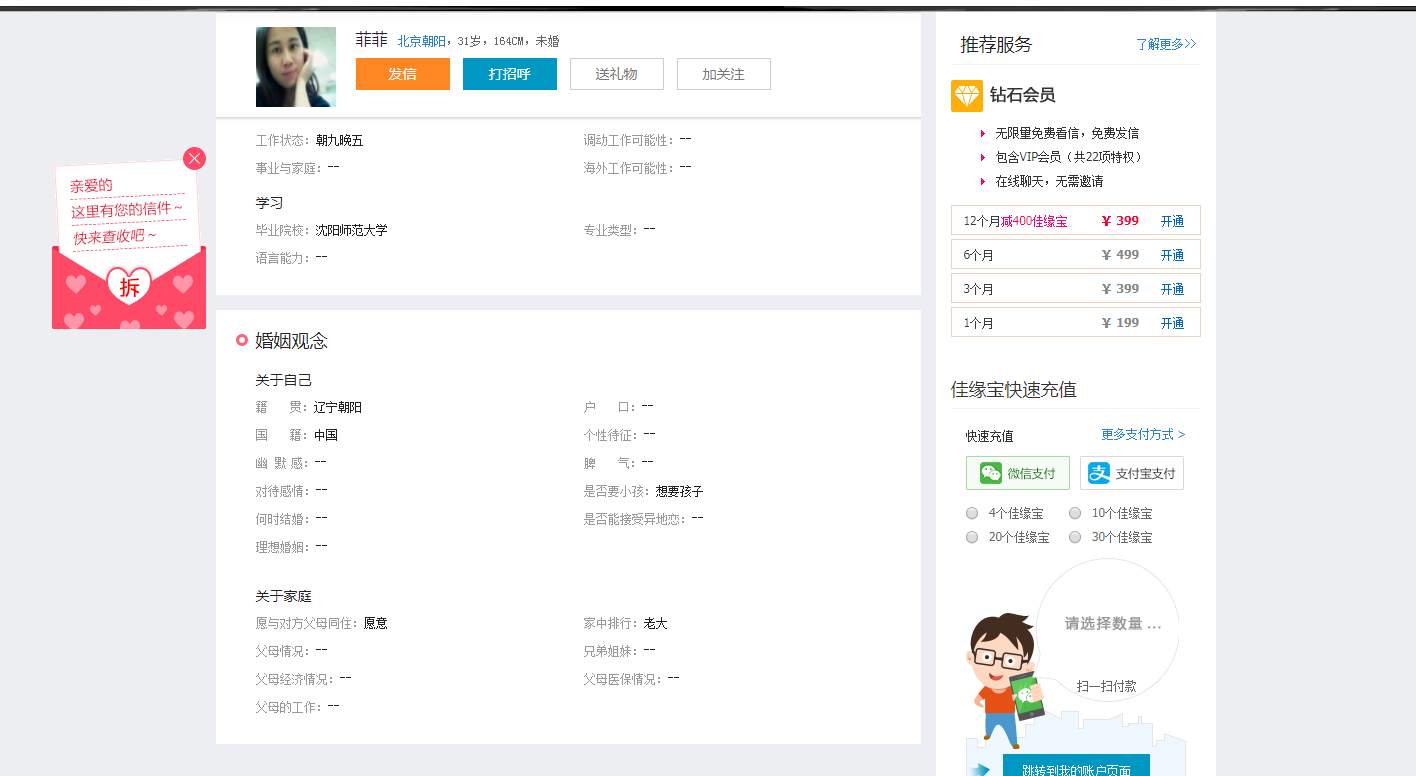 菲菲 北京朝阳，31岁，164CM，未婚
发信 打招呼 送礼物 加关注
工作状态：朝九晚五 调动工作可能性：--
事业与家庭：-- 海外工作可能性：--
学习
毕业院校：沈阳师范大学 专业类型：--
语言能力：--
亲爱的
这里有您的信件～
快来查收吧～
拆
婚姻观念
关于自己
籍 贯：辽宁朝阳 户 口：--
国 籍：中国 个性待征：--
幽 默 感：-- 脾 气：--
对待感情：-- 是否要小孩：想要孩子
何时结婚：-- 是否能接受异地恋：--
理想婚姻：--
关于家庭
愿与对方父母同住：愿意 家中排行：老大
父母情况：-- 兄弟姐妹：--
父母经济情况：-- 父母医保情况：--
父母的工作：--
推荐服务 了解更多>>
钻石会员
无限量免费看信，免费发信
包含VIP会员（共22项特权）
在线聊天，无需邀请
12个月减400佳缘宝 ¥ 399 开通
6个月 ¥ 499 开通
3个月 ¥ 399 开通
1个月 ¥ 199 开通
佳缘宝快速充值
快速充值 更多支付方式 >
微信支付 支 支付宝支付
4个佳缘宝 10个佳缘宝
20个佳缘宝 30个佳缘宝
请选择数量 ...
扫一扫付款
跳转到我的账户页面